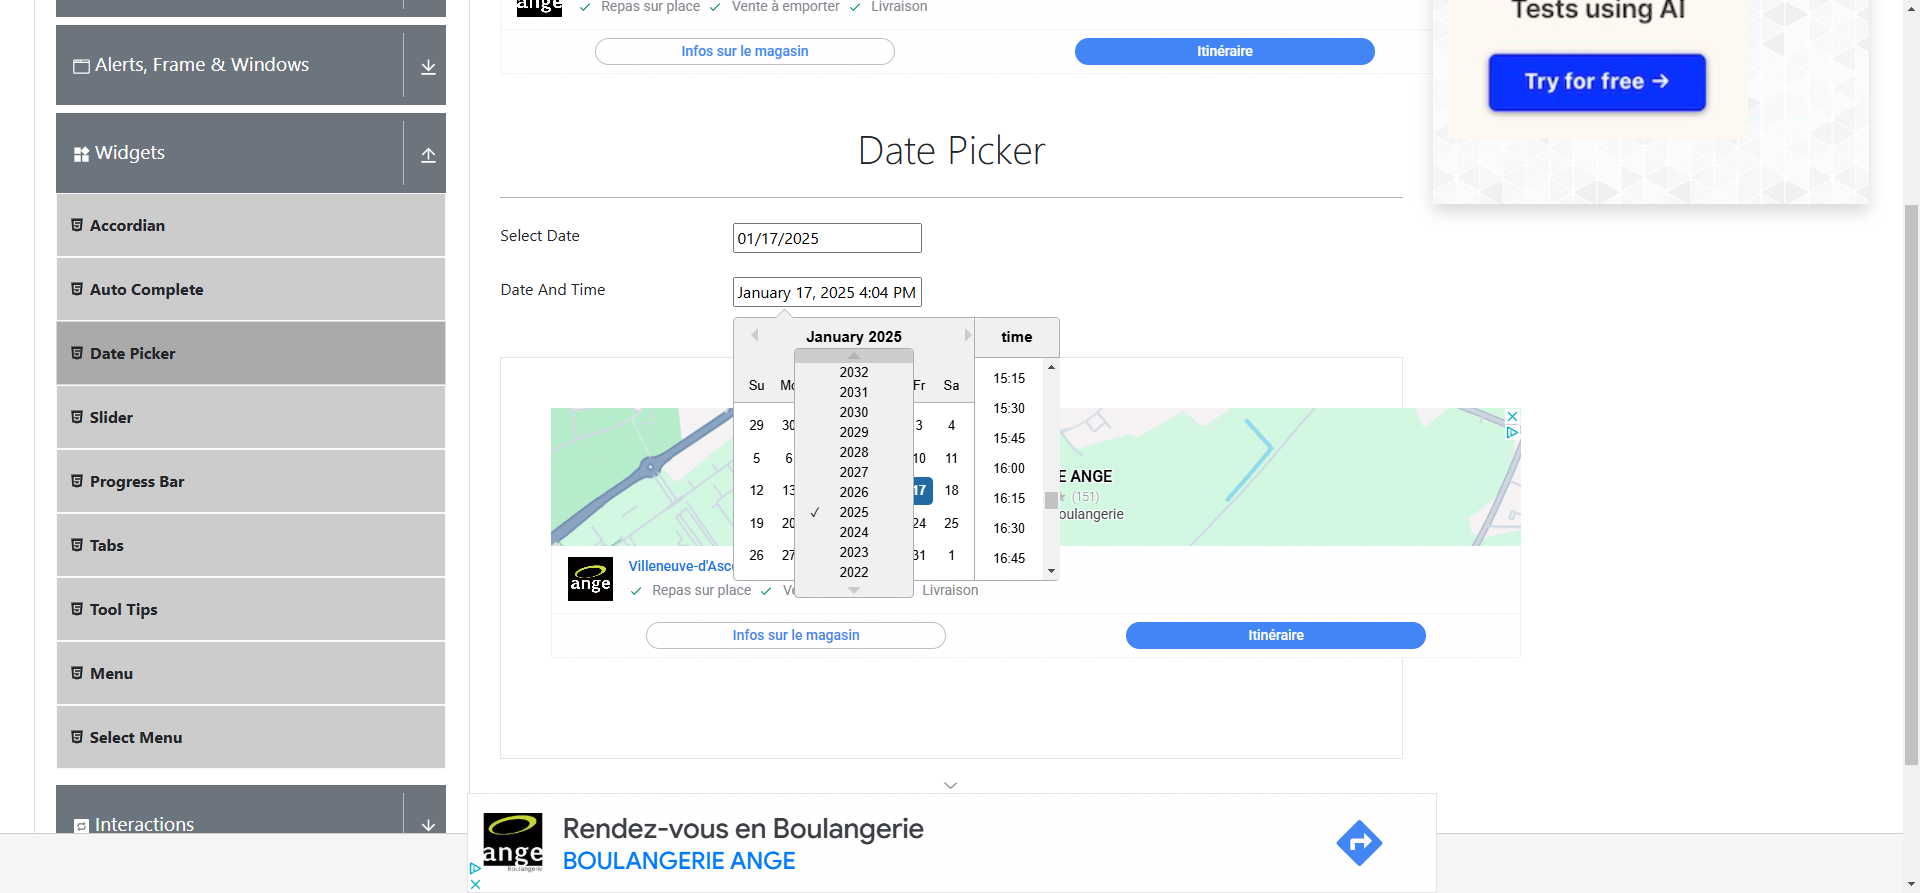 ange
Repas sur place
Vente à emporter
Livraison
Infos sur le magasin
Itinéraire
Tests using AI
Try for free →
Alerts, Frame & Windows
Widgets
Accordian
Auto Complete
Date Picker
Slider
Progress Bar
Tabs
Tool Tips
Menu
Select Menu
Interactions
Date Picker
Select Date
01/17/2025
Date And Time
January 17, 2025 4:04 PM
January 2025
time
Su Mo Fr Sa
29 30 3 4
5 6 10 11
12 13 17 18
19 20 24 25
26 27 31 1
2032
2031
2030
2029
2028
2027
2026
✓ 2025
2024
2023
2022
15:15
15:30
15:45
16:00
16:15
16:30
16:45
E ANGE
(151)
oulangerie
ange
Villeneuve-d'Asc
Repas sur place
Ve
Livraison
Infos sur le magasin
Itinéraire
ange
Boulangerie
Rendez-vous en Boulangerie
BOULANGERIE ANGE